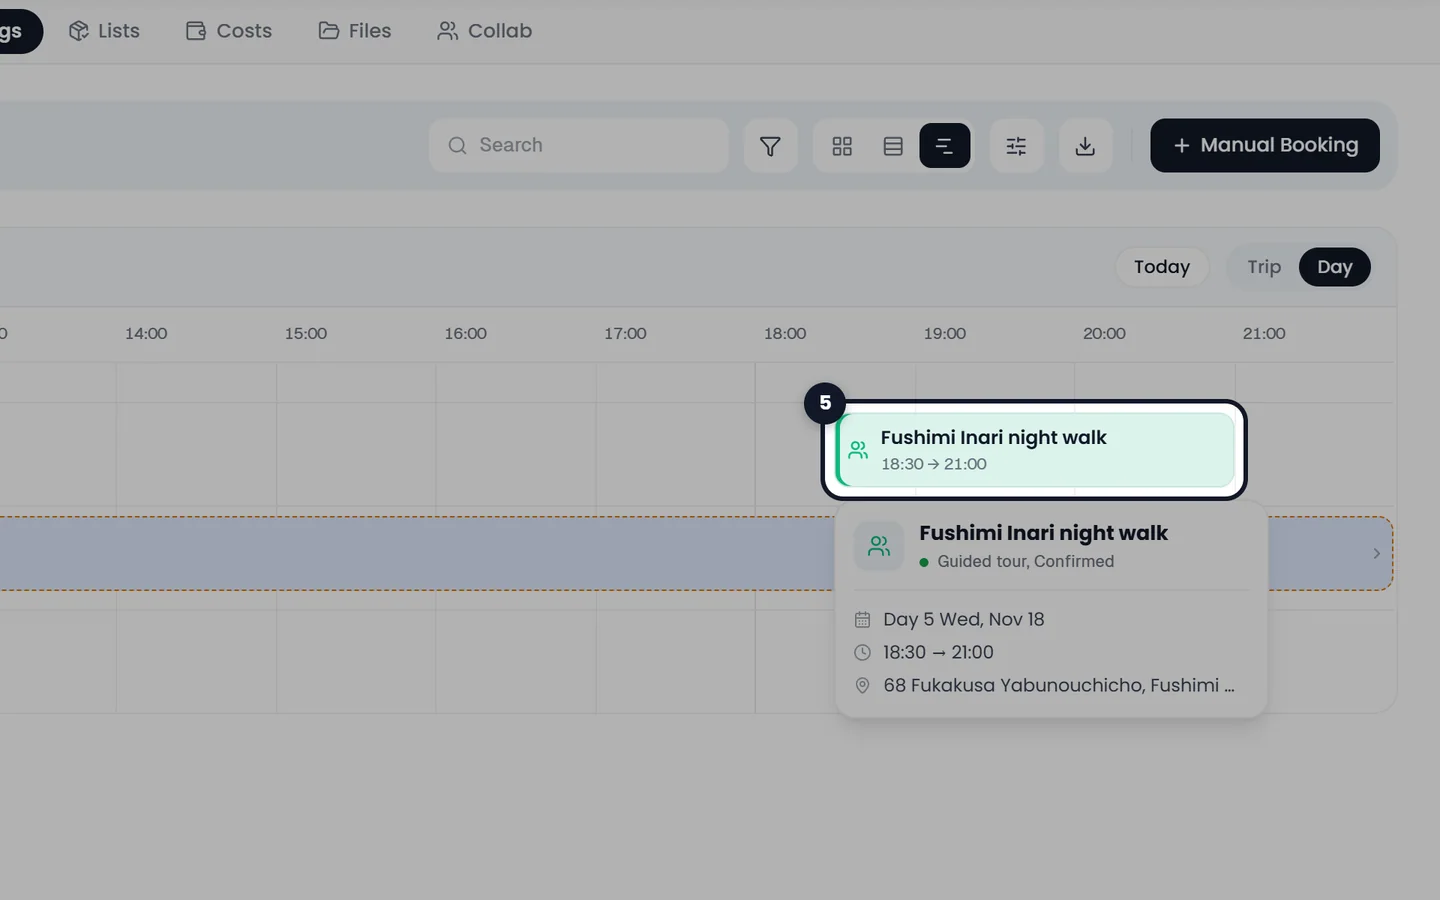 gs
Lists
Costs
Files
Collab
Search
+ Manual Booking
Today
Trip
Day
0
14:00
15:00
16:00
17:00
18:00
19:00
20:00
21:00
5
Fushimi Inari night walk
18:30 → 21:00
Fushimi Inari night walk
Guided tour, Confirmed
Day 5 Wed, Nov 18
18:30 → 21:00
68 Fukakusa Yabunouchicho, Fushimi ...